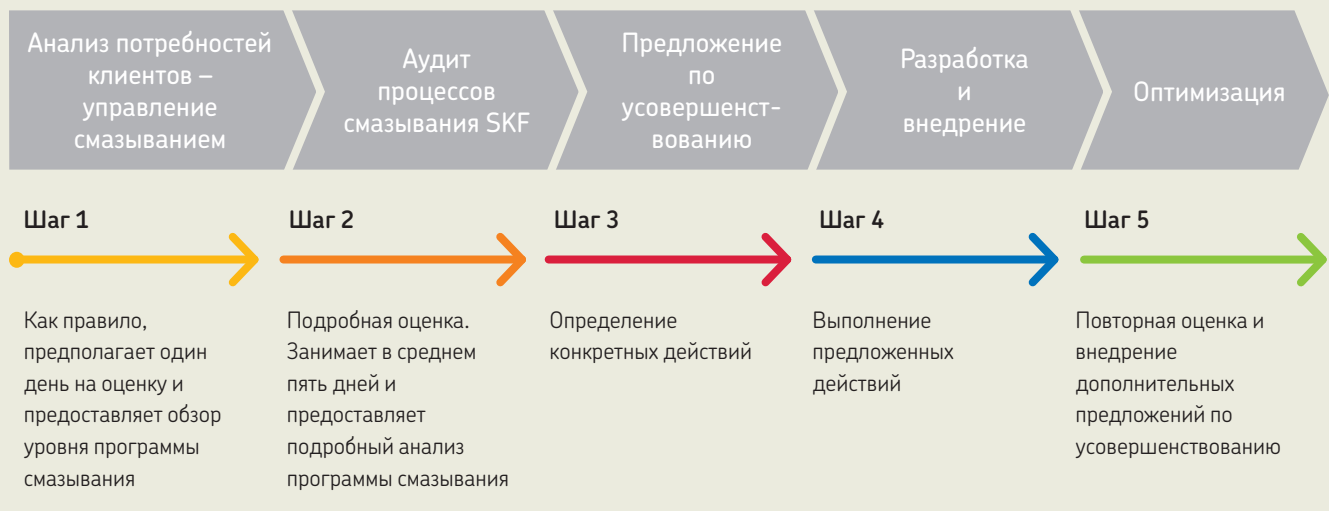 Анализ потребностей
клиентов –
управление
смазыванием
Аудит
процессов
смазывания SKF
Предложение
по
усовершенст-
вованию
Разработка
и
внедрение
Оптимизация
Шаг 1
Как правило,
предполагает один
день на оценку и
предоставляет обзор
уровня программы
смазывания
Шаг 2
Подробная оценка.
Занимает в среднем
пять дней и
предоставляет
подробный анализ
программы смазывания
Шаг 3
Определение
конкретных действий
Шаг 4
Выполнение
предложенных
действий
Шаг 5
Повторная оценка и
внедрение
дополнительных
предложений по
усовершенствованию